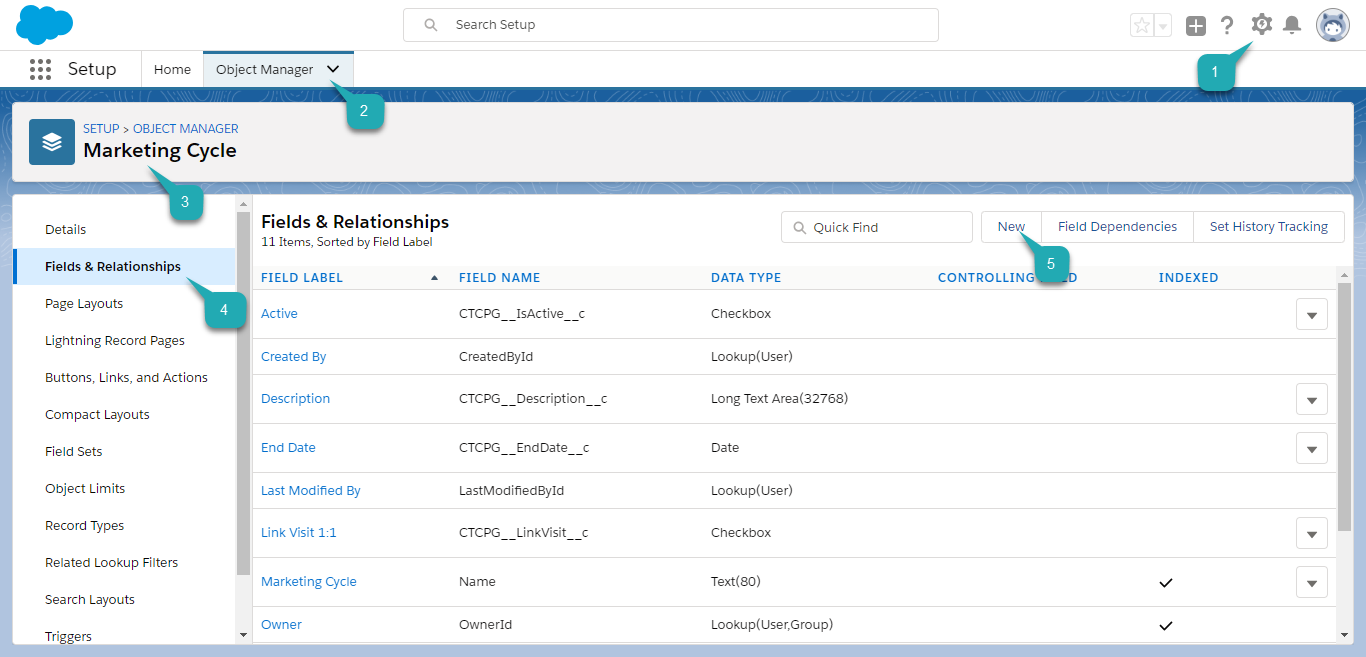 Search Setup
1
Setup
Home
Object Manager
2
SETUP > OBJECT MANAGER
Marketing Cycle
3
Details
Fields & Relationships
Page Layouts
Lightning Record Pages
Buttons, Links, and Actions
Compact Layouts
Field Sets
Object Limits
Record Types
Related Lookup Filters
Search Layouts
Triggers
4
Fields & Relationships
11 Items, Sorted by Field Label
Quick Find
New
Field Dependencies
Set History Tracking
5
FIELD LABEL FIELD NAME DATA TYPE CONTROLLING INDEXED
Active CTCPG__IsActive__c Checkbox
Created By CreatedById Lookup(User)
Description CTCPG__Description__c Long Text Area(32768)
End Date CTCPG__EndDate__c Date
Last Modified By LastModifiedById Lookup(User)
Link Visit 1:1 CTCPG__LinkVisit__c Checkbox
Marketing Cycle Name Text(80)
Owner OwnerId Lookup(User,Group)